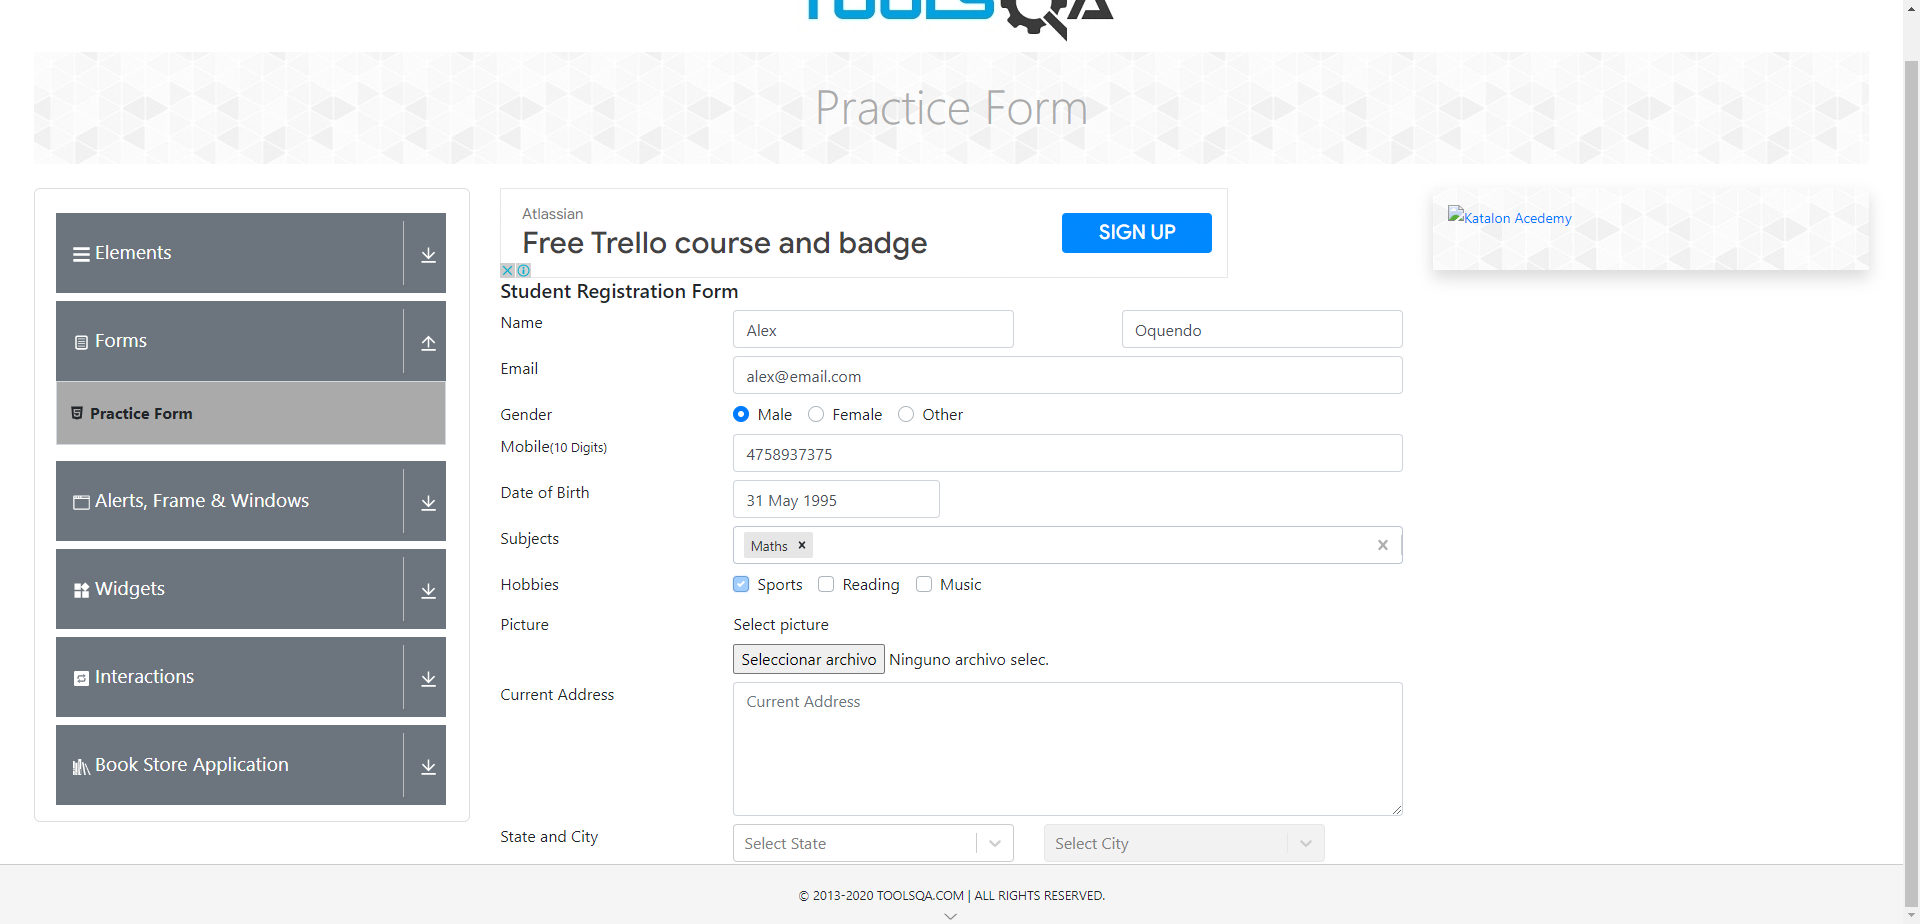 TOOLSQA
Practice Form
Elements
Forms
Practice Form
Alerts, Frame & Windows
Widgets
Interactions
Book Store Application
Atlassian
Free Trello course and badge
SIGN UP
Student Registration Form
Name
Alex
Oquendo
Email
alex@email.com
Gender
Male Female Other
Mobile(10 Digits)
4758937375
Date of Birth
31 May 1995
Subjects
Maths
Hobbies
Sports Reading Music
Picture
Select picture
Seleccionar archivo Ninguno archivo selec.
Current Address
Current Address
State and City
Select State
Select City
Katalon Acedemy
© 2013-2020 TOOLSQA.COM | ALL RIGHTS RESERVED.